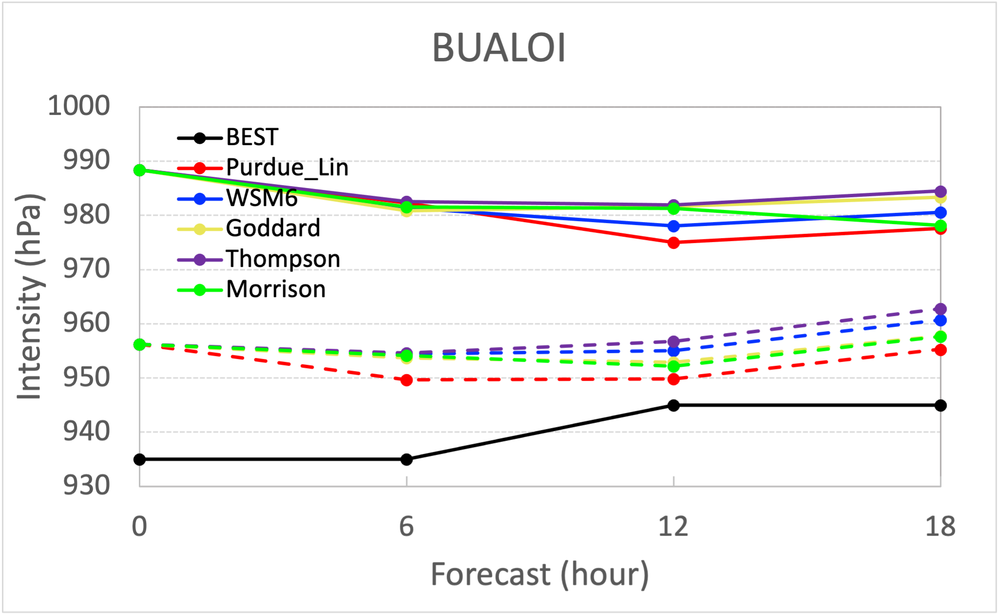 BUALOI
Intensity (hPa)
1000
990
980
970
960
950
940
930
BEST
Purdue_Lin
WSM6
Goddard
Thompson
Morrison
0 6 12 18
Forecast (hour)